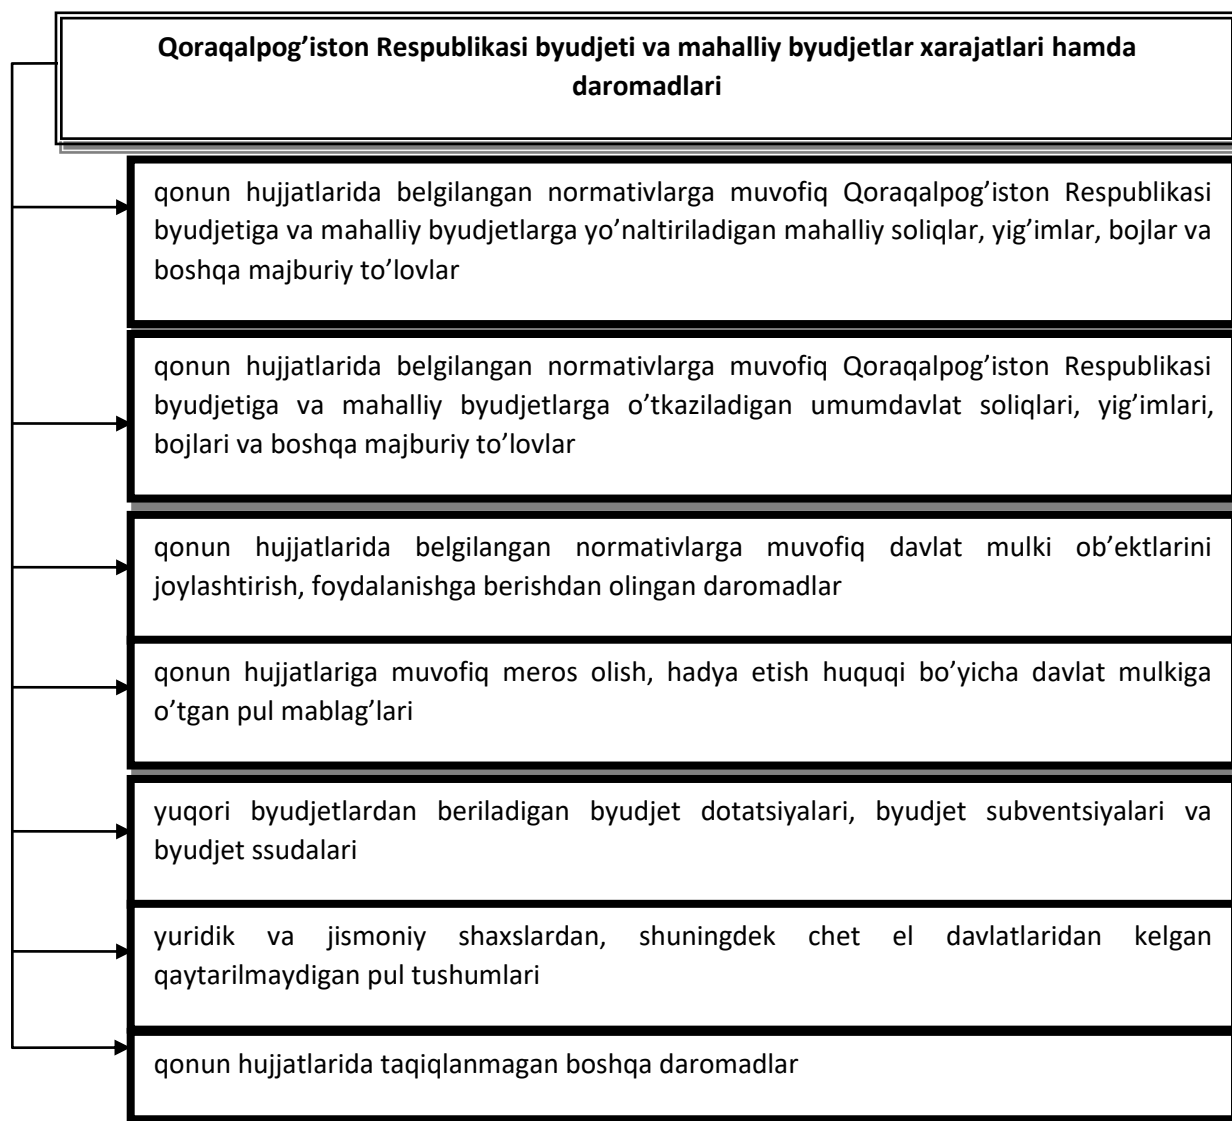 Qoraqalpog’iston Respublikasi byudjeti va mahalliy byudjetlar xarajatlari hamda
daromadlari
qonun hujjatlarida belgilangan normativlarga muvofiq Qoraqalpog’iston Respublikasi
byudjetiga va mahalliy byudjetlarga yo’naltiriladigan mahalliy soliqlar, yig’imlar, bojlar va
boshqa majburiy to’lovlar
qonun hujjatlarida belgilangan normativlarga muvofiq Qoraqalpog’iston Respublikasi
byudjetiga va mahalliy byudjetlarga o’tkaziladigan umumdavlat soliqlari, yig’imlari,
bojlari va boshqa majburiy to’lovlar
qonun hujjatlarida belgilangan normativlarga muvofiq davlat mulki ob’ektlarini
joylashtirish, foydalanishga berishdan olingan daromadlar
qonun hujjatlariga muvofiq meros olish, hadya etish huquqi bo’yicha davlat mulkiga
o’tgan pul mablag’lari
yuqori byudjetlardan beriladigan byudjet dotatsiyalari, byudjet subventsiyalari va
byudjet ssudalari
yuridik va jismoniy shaxslardan, shuningdek chet el davlatlaridan kelgan
qaytarilmaydigan pul tushumlari
qonun hujjatlarida taqiqlanmagan boshqa daromadlar